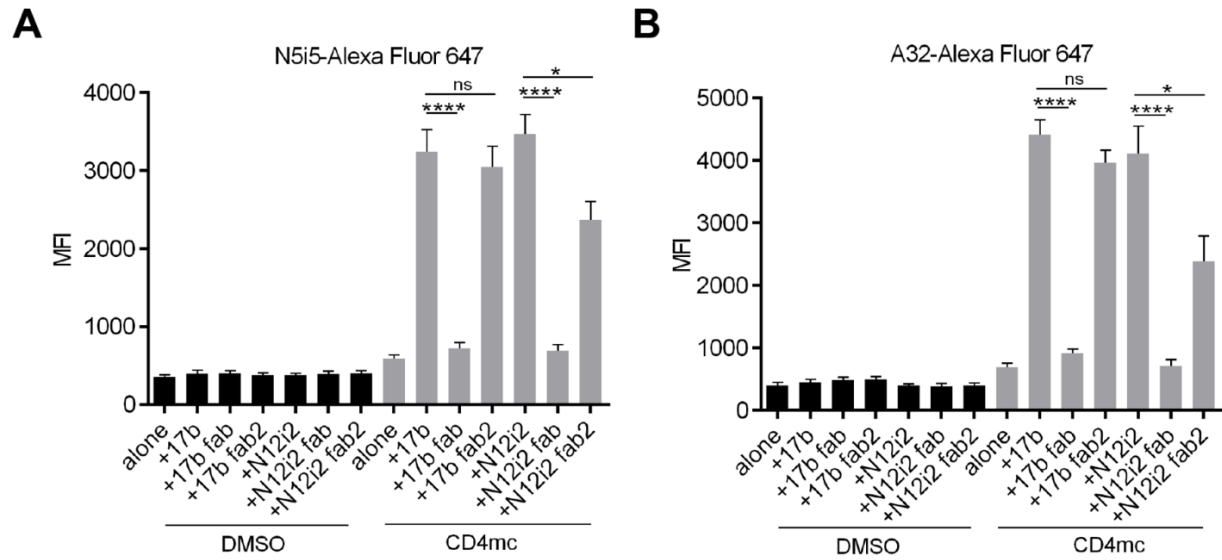 A
N5i5-Alexa Fluor 647
MFI
4000
3000
2000
1000
0
ns
****
*
****
alone
+17b
+17b fab
+17b fab2
+N12i2
+N12i2 fab
+N12i2 fab2
alone
+17b
+17b fab
+17b fab2
+N12i2
+N12i2 fab
+N12i2 fab2
DMSO
CD4mc
B
A32-Alexa Fluor 647
MFI
5000
4000
3000
2000
1000
0
ns
****
*
****
alone
+17b
+17b fab
+17b fab2
+N12i2
+N12i2 fab
+N12i2 fab2
alone
+17b
+17b fab
+17b fab2
+N12i2
+N12i2 fab
+N12i2 fab2
DMSO
CD4mc